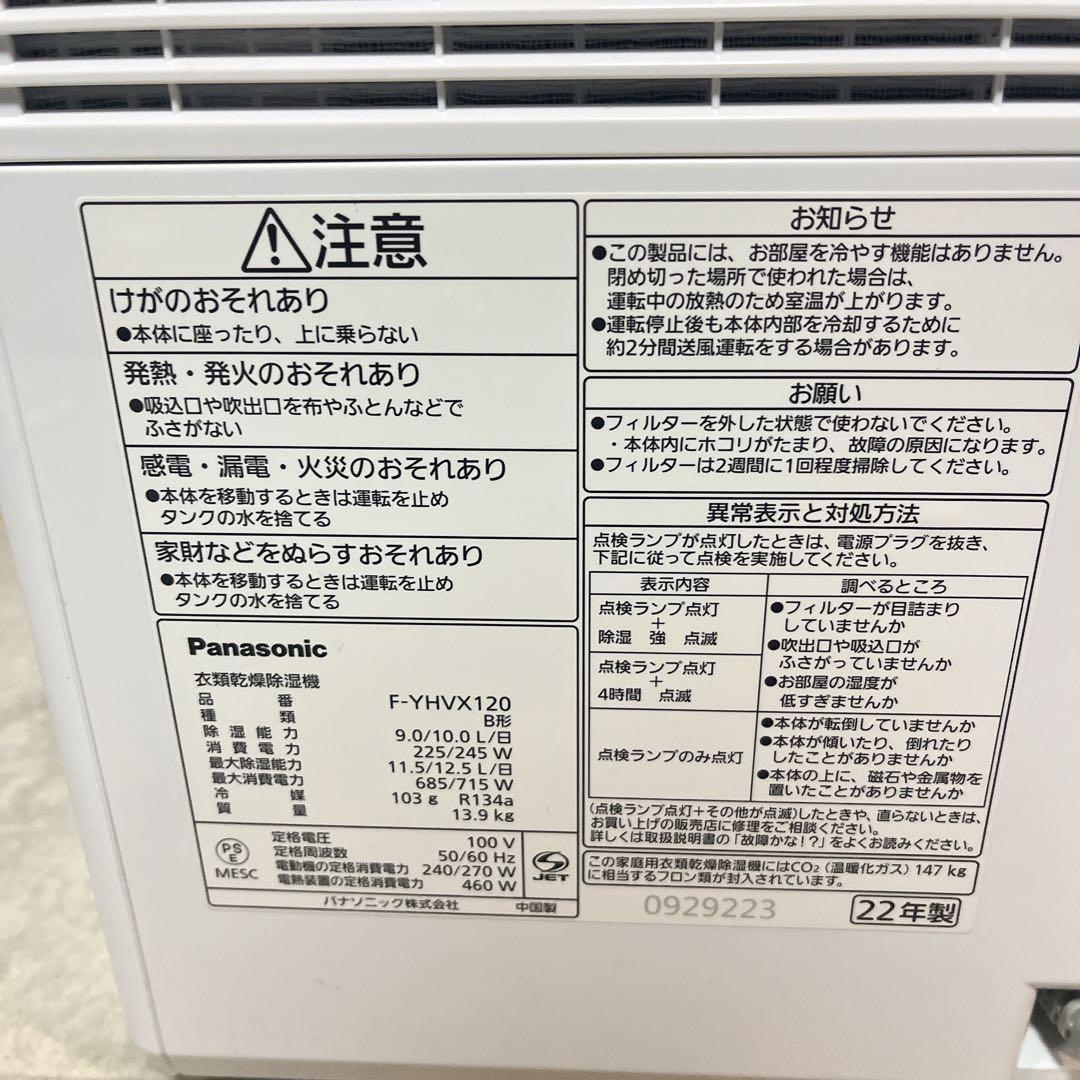 注意
けがのおそれあり
●本体に座ったり、上に乗らない
発熱・発火のおそれあり
●吸込口や吹出口を布やふとんなどで
ふさがない
感電・漏電・火災のおそれあり
●本体を移動するときは運転を止め
タンクの水を捨てる
家財などをぬらすおそれあり
●本体を移動するときは運転を止め
タンクの水を捨てる
Panasonic
衣類乾燥除湿機
品番 F-YHVX120
種類 B形
除湿能力 9.0/10.0 L/日
消費電力 225/245 W
最大除湿能力 11.5/12.5 L/日
最大消費電力 685/715 W
冷媒 103 g R134a
質量 13.9 kg
PS
E
MESC
定格電圧 100 V
定格周波数 50/60 Hz
電動機の定格消費電力 240/270 W
電熱装置の定格消費電力 460 W
JET
パナソニック株式会社 中国製
お知らせ
●この製品には、お部屋を冷やす機能はありません。
閉め切った場所で使われた場合は、
運転中の放熱のため室温が上がります。
●運転停止後も本体内部を冷却するために
約2分間送風運転をする場合があります。
お願い
●フィルターを外した状態で使わないでください。
・本体内にホコリがたまり、故障の原因になります。
●フィルターは2週間に1回程度掃除してください。
異常表示と対処方法
点検ランプが点灯したときは、電源プラグを抜き、
下記に従って点検を実施してください。
表示内容 調べるところ
点検ランプ点灯
+
除湿 強 点滅
点検ランプ点灯
+
4時間 点滅
●フィルターが目詰まり
していませんか
●吹出口や吸込口が
ふさがっていませんか
●お部屋の湿度が
低すぎませんか
点検ランプのみ点灯
●本体が転倒していませんか
●本体が傾いたり、倒れたり
したことがありませんか
●本体の上に、磁石や金属物を
置いたことがありませんか
(点検ランプ点灯+その他が点滅)したときや、直らないときは、
お買い上げの販売店に修理をご相談ください。
詳しくは取扱説明書の「故障かな!?」をよくお読みください。
この家庭用衣類乾燥除湿機にはCO₂(温暖化ガス)147 kg
に相当するフロン類が封入されています。
0929223
22年製